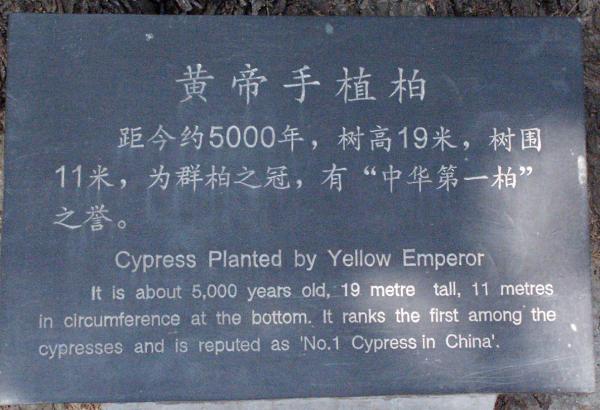 黄帝手植柏
距今约5000年，树高19米，树围
11米，为群柏之冠，有“中华第一柏”
之誉。
Cypress Planted by Yellow Emperor
It is about 5,000 years old, 19 metre tall, 11 metres
in circumference at the bottom. It ranks the first among the
cypresses and is reputed as 'No.1 Cypress in China'.